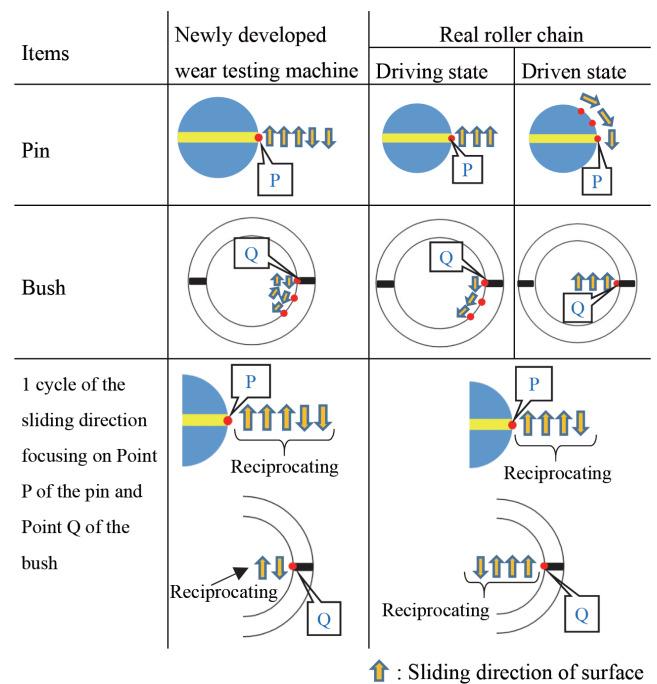 Items
Newly developed
wear testing machine
Real roller chain
Driving state
Driven state
Pin
P
P
P
Bush
Q
Q
Q
1 cycle of the
sliding direction
focusing on Point
P of the pin and
Point Q of the
bush
P
Reciprocating
Reciprocating
Q
P
Reciprocating
Reciprocating
Q
: Sliding direction of surface